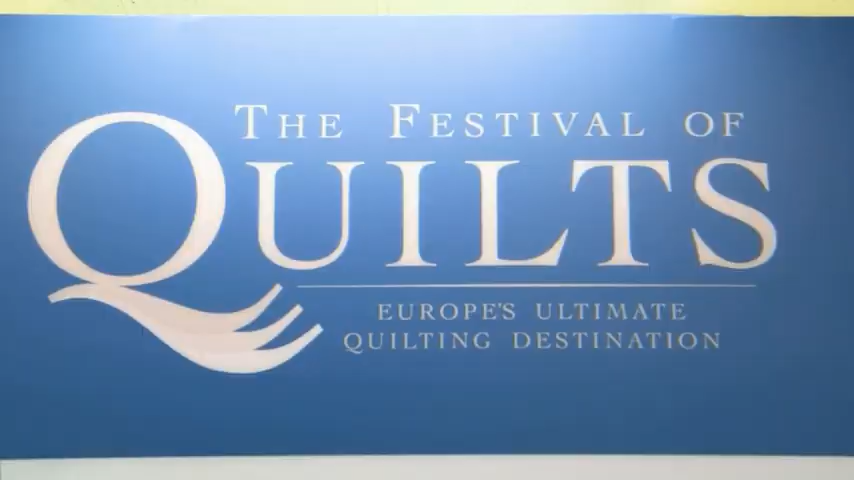 THE FESTIVAL OF
QUILTS
EUROPE'S ULTIMATE
QUILTING DESTINATION